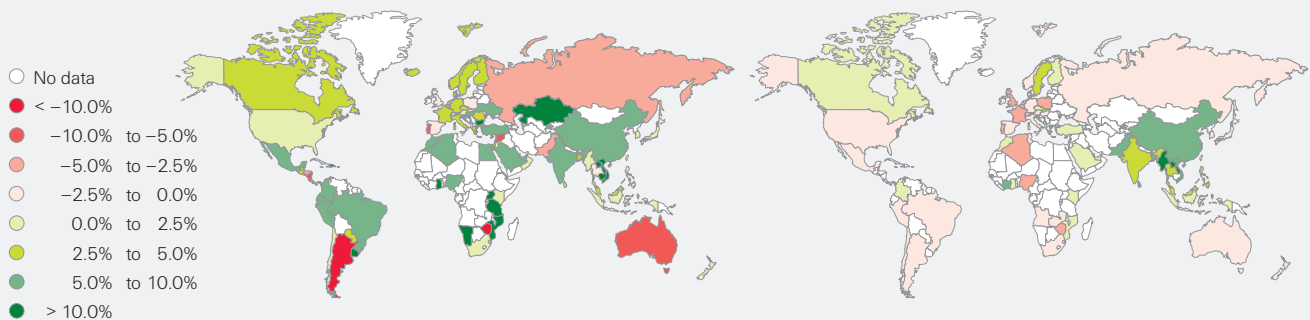 No data
< −10.0%
−10.0% to −5.0%
−5.0% to −2.5%
−2.5% to 0.0%
0.0% to 2.5%
2.5% to 5.0%
5.0% to 10.0%
> 10.0%